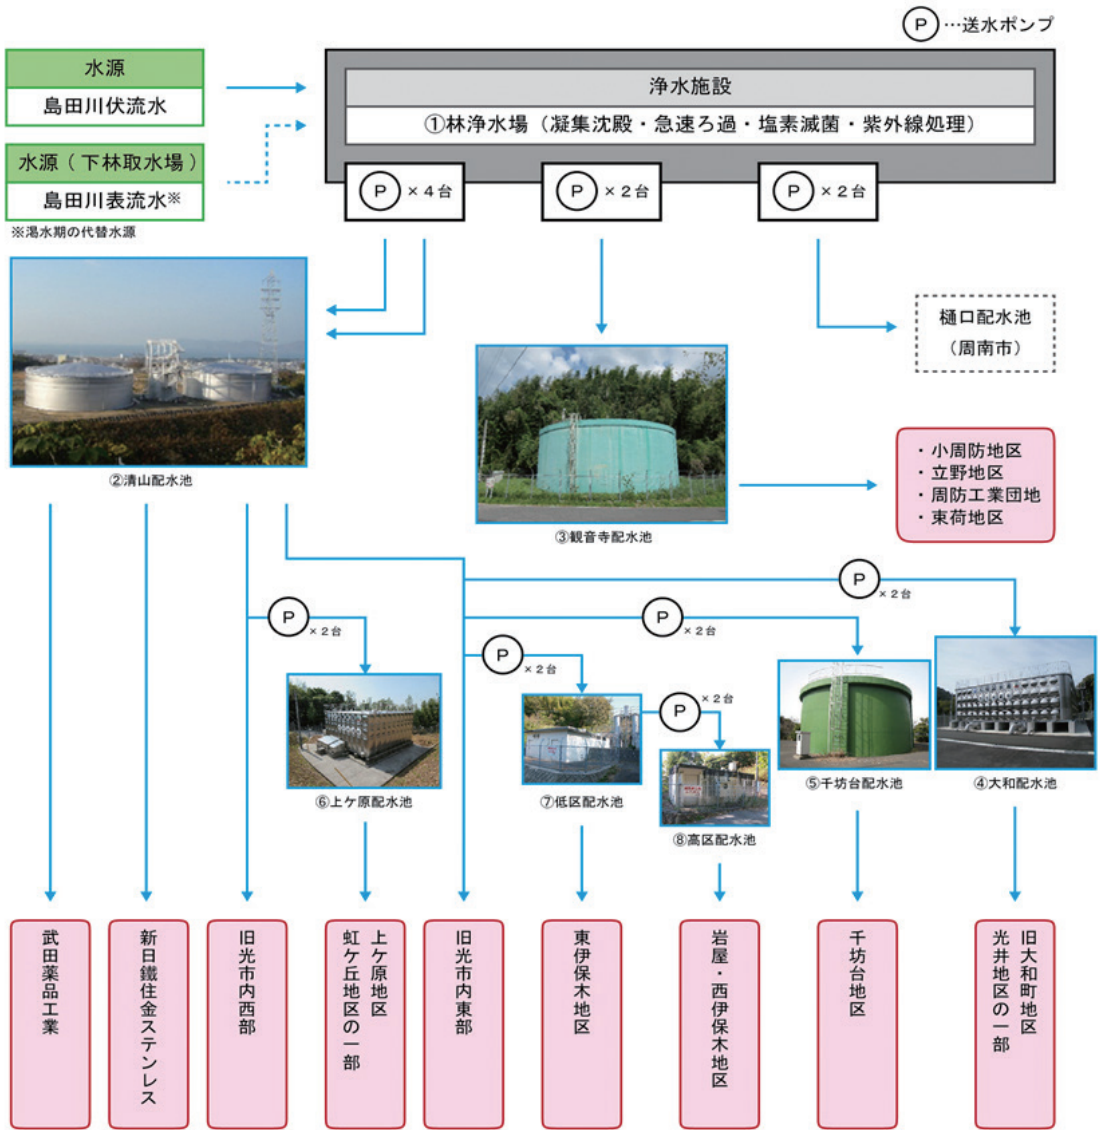 P…送水ポンプ
水源
島田川伏流水
水源（下林取水場）
島田川表流水※
※渇水期の代替水源
浄水施設
①林浄水場（凝集沈殿・急速ろ過・塩素滅菌・紫外線処理）
P×4台
P×2台
P×2台
樋口配水池
（周南市）
②清山配水池
③観音寺配水池
・小周防地区
・立野地区
・周防工業団地
・束荷地区
P×2台
P×2台
P×2台
P×2台
P×2台
⑥上ケ原配水池
⑦低区配水池
⑧高区配水池
⑤千坊台配水池
④大和配水池
武田薬品工業
新日鐵住金ステンレス
旧光市内西部
上ケ原地区
虹ケ丘地区の一部
旧光市内東部
東伊保木地区
岩屋・西伊保木地区
千坊台地区
旧大和町地区
光井地区の一部